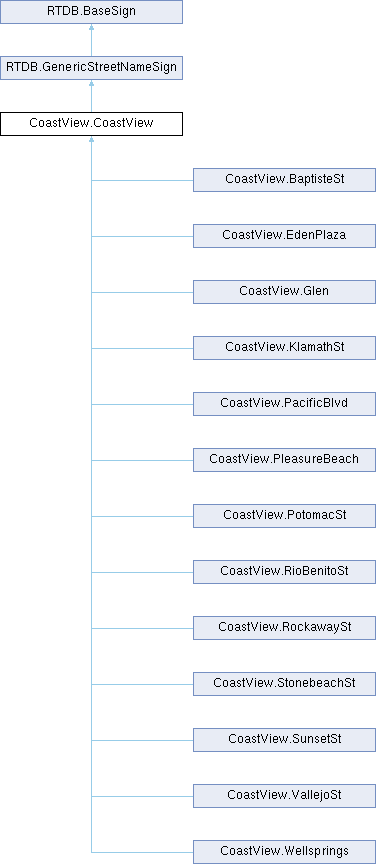 RTDB.BaseSign
RTDB.GenericStreetNameSign
CoastView.CoastView
CoastView.BaptisteSt
CoastView.EdenPlaza
CoastView.Glen
CoastView.KlamathSt
CoastView.PacificBlvd
CoastView.PleasureBeach
CoastView.PotomacSt
CoastView.RioBenitoSt
CoastView.RockawaySt
CoastView.StonebeachSt
CoastView.SunsetSt
CoastView.VallejoSt
CoastView.Wellsprings